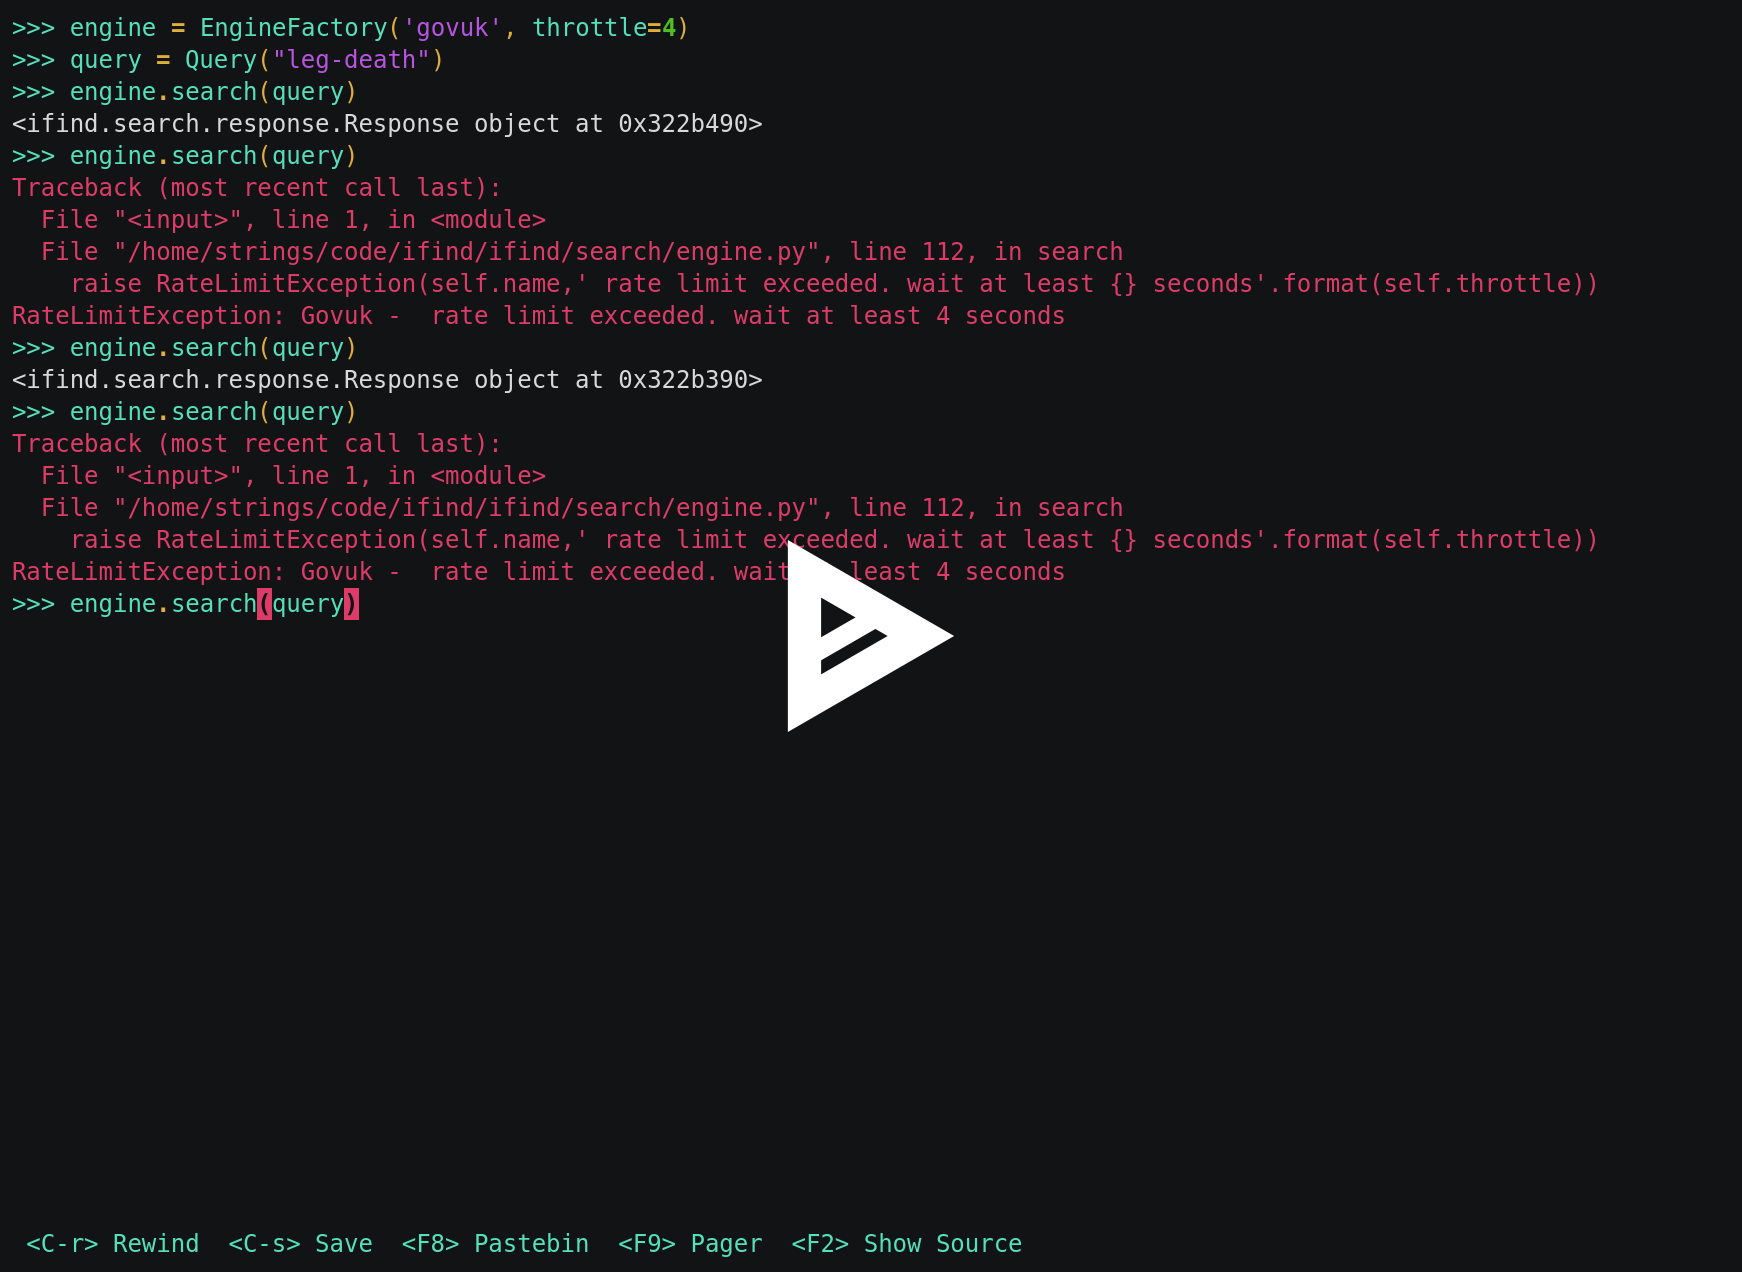 >>> engine = EngineFactory('govuk', throttle=4)
>>> query = Query("leg-death")
>>> engine.search(query)
<ifind.search.response.Response object at 0x322b490>
>>> engine.search(query)
Traceback (most recent call last):
  File "<input>", line 1, in <module>
  File "/home/strings/code/ifind/ifind/search/engine.py", line 112, in search
    raise RateLimitException(self.name,' rate limit exceeded. wait at least {} seconds'.format(self.throttle))
RateLimitException: Govuk -  rate limit exceeded. wait at least 4 seconds
>>> engine.search(query)
<ifind.search.response.Response object at 0x322b390>
>>> engine.search(query)
Traceback (most recent call last):
  File "<input>", line 1, in <module>
  File "/home/strings/code/ifind/ifind/search/engine.py", line 112, in search
    raise RateLimitException(self.name,' rate limit exceeded. wait at least {} seconds'.format(self.throttle))
RateLimitException: Govuk -  rate limit exceeded. wait least 4 seconds
>>> engine.search(query)
 <C-r> Rewind  <C-s> Save  <F8> Pastebin  <F9> Pager  <F2> Show Source